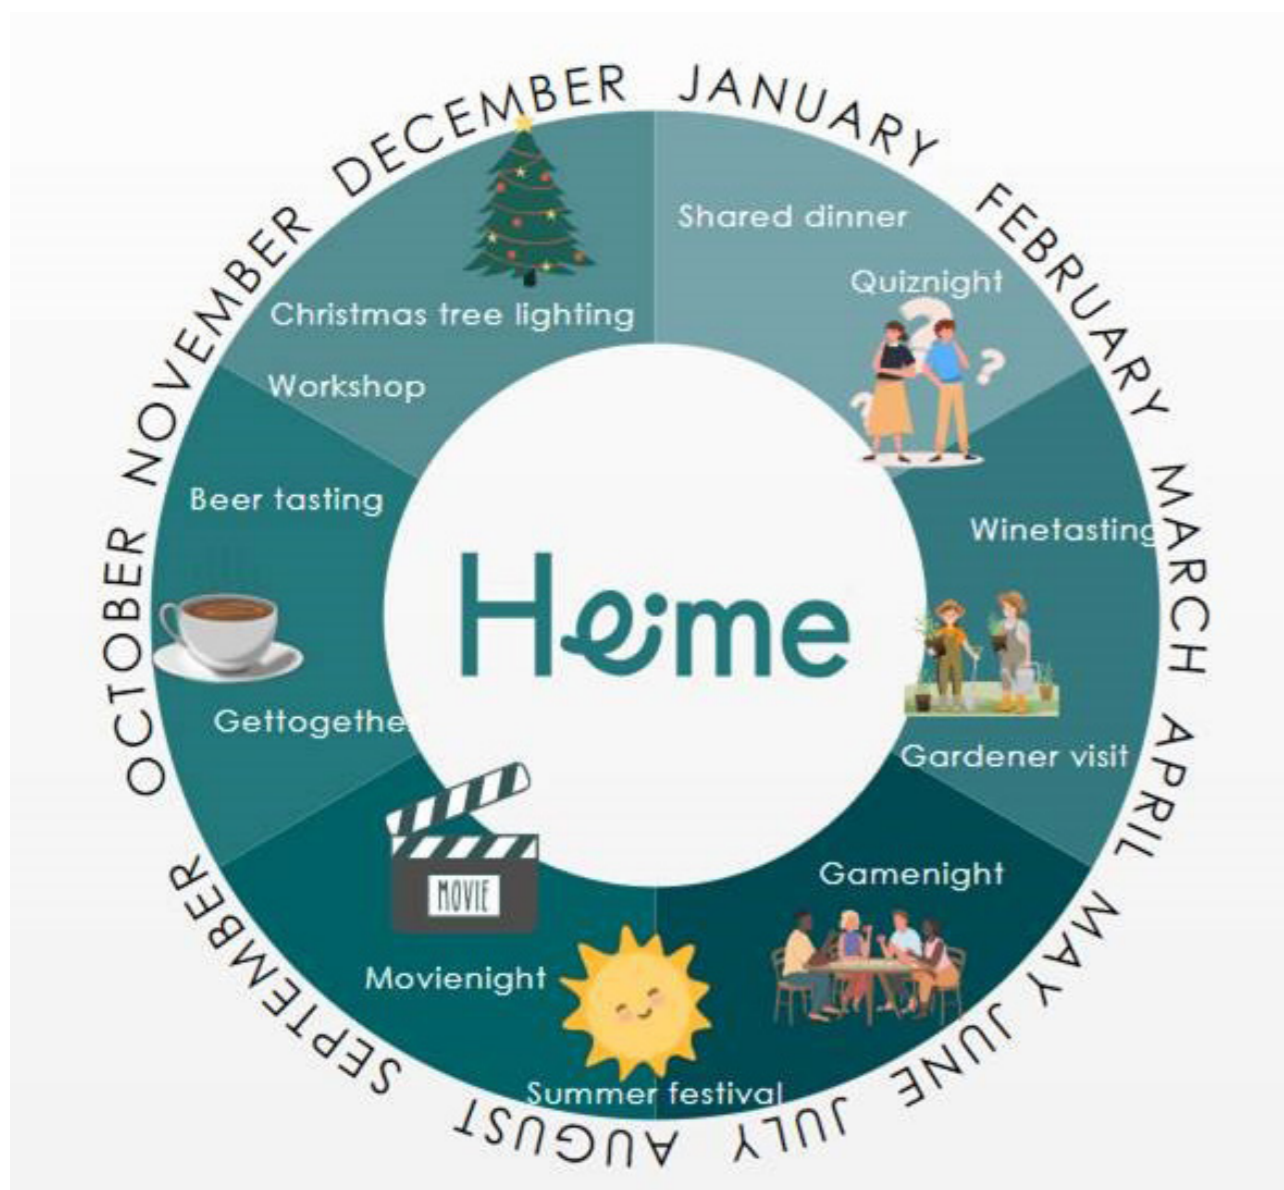 JANUARY
FEBRUARY
MARCH
APRIL
MAY
JUNE
JULY
AUGUST
SEPTEMBER
OCTOBER
NOVEMBER
DECEMBER
Shared dinner
Quiznight
Winetasting
Gardener visit
Gamenight
Summer festival
Movienight
MOVIE
Gettogethe
Beer tasting
Workshop
Christmas tree lighting
Heime